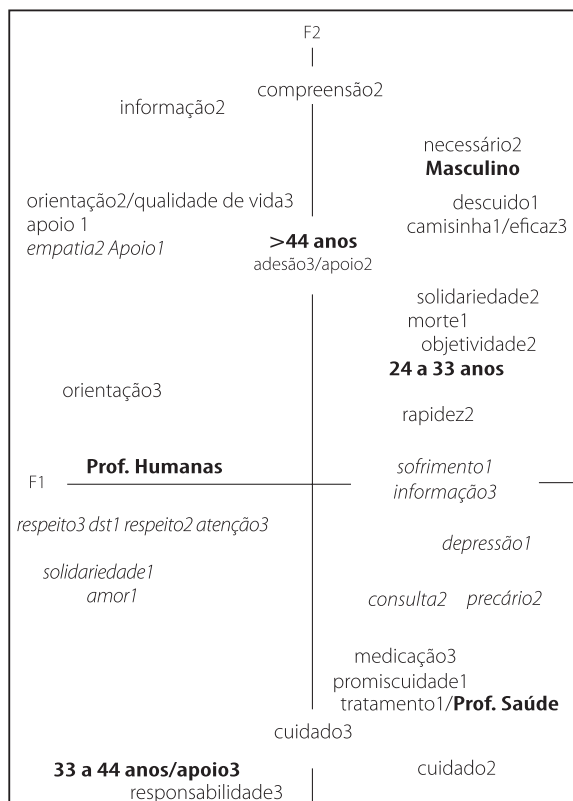 F2
compreensão2
informação2
necessário2
Masculino
orientação2/qualidade de vida3
descuido1
apoio 1
camisinha1/eficaz3
empatia2 Apoio1
>44 anos
adesão3/apoio2
solidariedade2
morte1
objetividade2
24 a 33 anos
orientação3
rapidez2
Prof. Humanas
sofrimento1
F1
informação3
respeito3 dst1 respeito2 atenção3
depressão1
solidariedade1
amor1
consulta2 precário2
medicação3
promiscuidade1
tratamento1/Prof. Saúde
cuidado3
33 a 44 anos/apoio3
cuidado2
responsabilidade3